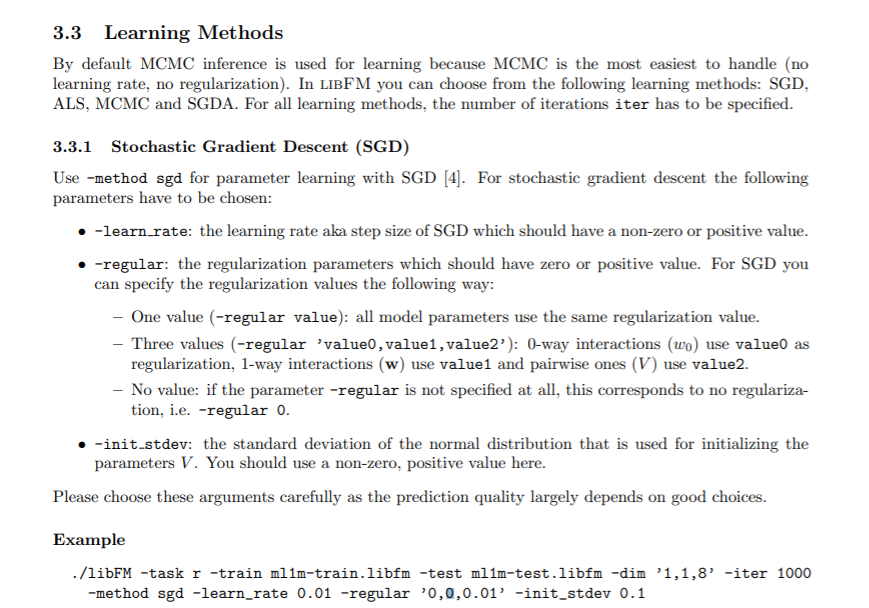 3.3 Learning Methods
By default MCMC inference is used for learning because MCMC is the most easiest to handle (no
learning rate, no regularization). In LIBFM you can choose from the following learning methods: SGD,
ALS, MCMC and SGDA. For all learning methods, the number of iterations iter has to be specified.
3.3.1 Stochastic Gradient Descent (SGD)
Use -method sgd for parameter learning with SGD [4]. For stochastic gradient descent the following
parameters have to be chosen:
• -learn_rate: the learning rate aka step size of SGD which should have a non-zero or positive value.
• -regular: the regularization parameters which should have zero or positive value. For SGD you
can specify the regularization values the following way:
– One value (-regular value): all model parameters use the same regularization value.
– Three values (-regular ’value0,value1,value2’): 0-way interactions (w₀) use value0 as
regularization, 1-way interactions (w) use value1 and pairwise ones (V) use value2.
– No value: if the parameter -regular is not specified at all, this corresponds to no regulariza-
tion, i.e. -regular 0.
• -init_stdev: the standard deviation of the normal distribution that is used for initializing the
parameters V. You should use a non-zero, positive value here.
Please choose these arguments carefully as the prediction quality largely depends on good choices.
Example
./libFM -task r -train ml1m-train.libfm -test ml1m-test.libfm -dim ’1,1,8’ -iter 1000
-method sgd -learn_rate 0.01 -regular ’0,0,0.01’ -init_stdev 0.1